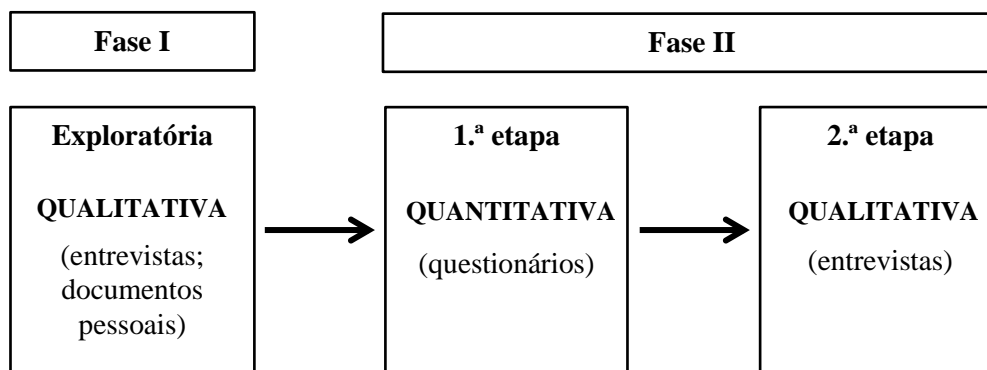 Fase I
Fase II
Exploratória
QUALITATIVA
(entrevistas;
documentos
pessoais)
1.ª etapa
QUANTITATIVA
(questionários)
2.ª etapa
QUALITATIVA
(entrevistas)